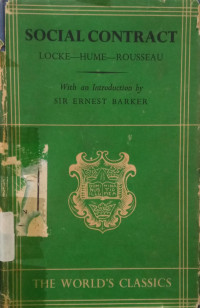 SOCIAL CONTRACT
LOCKE—HUME—ROUSSEAU
With an Introduction by
SIR ERNEST BARKER
THE WORLD'S CLASSICS